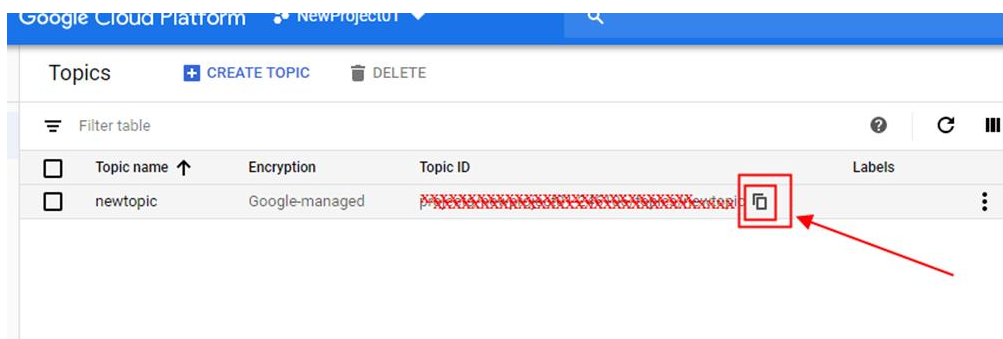 Google Cloud Platform NewProject01
Topics CREATE TOPIC DELETE
Filter table
Topic name Encryption Topic ID Labels
newtopic Google-managed